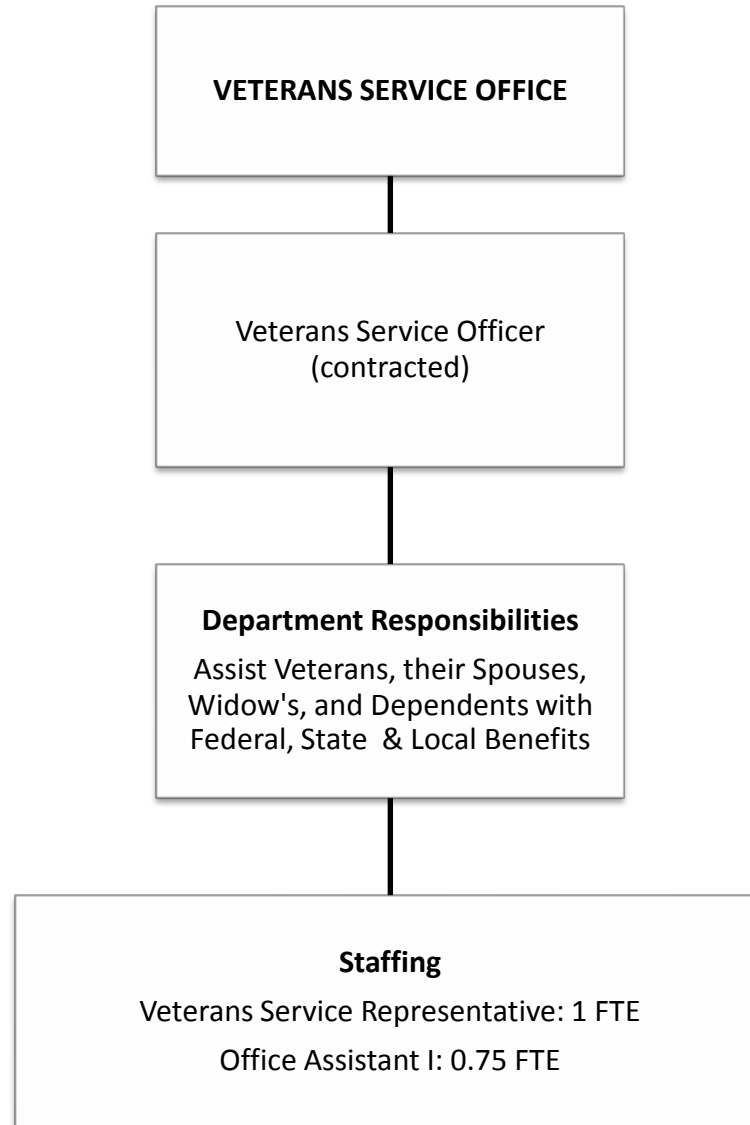 VETERANS SERVICE OFFICE
Veterans Service Officer
(contracted)
Department Responsibilities
Assist Veterans, their Spouses,
Widow's, and Dependents with
Federal, State & Local Benefits
Staffing
Veterans Service Representative: 1 FTE
Office Assistant I: 0.75 FTE